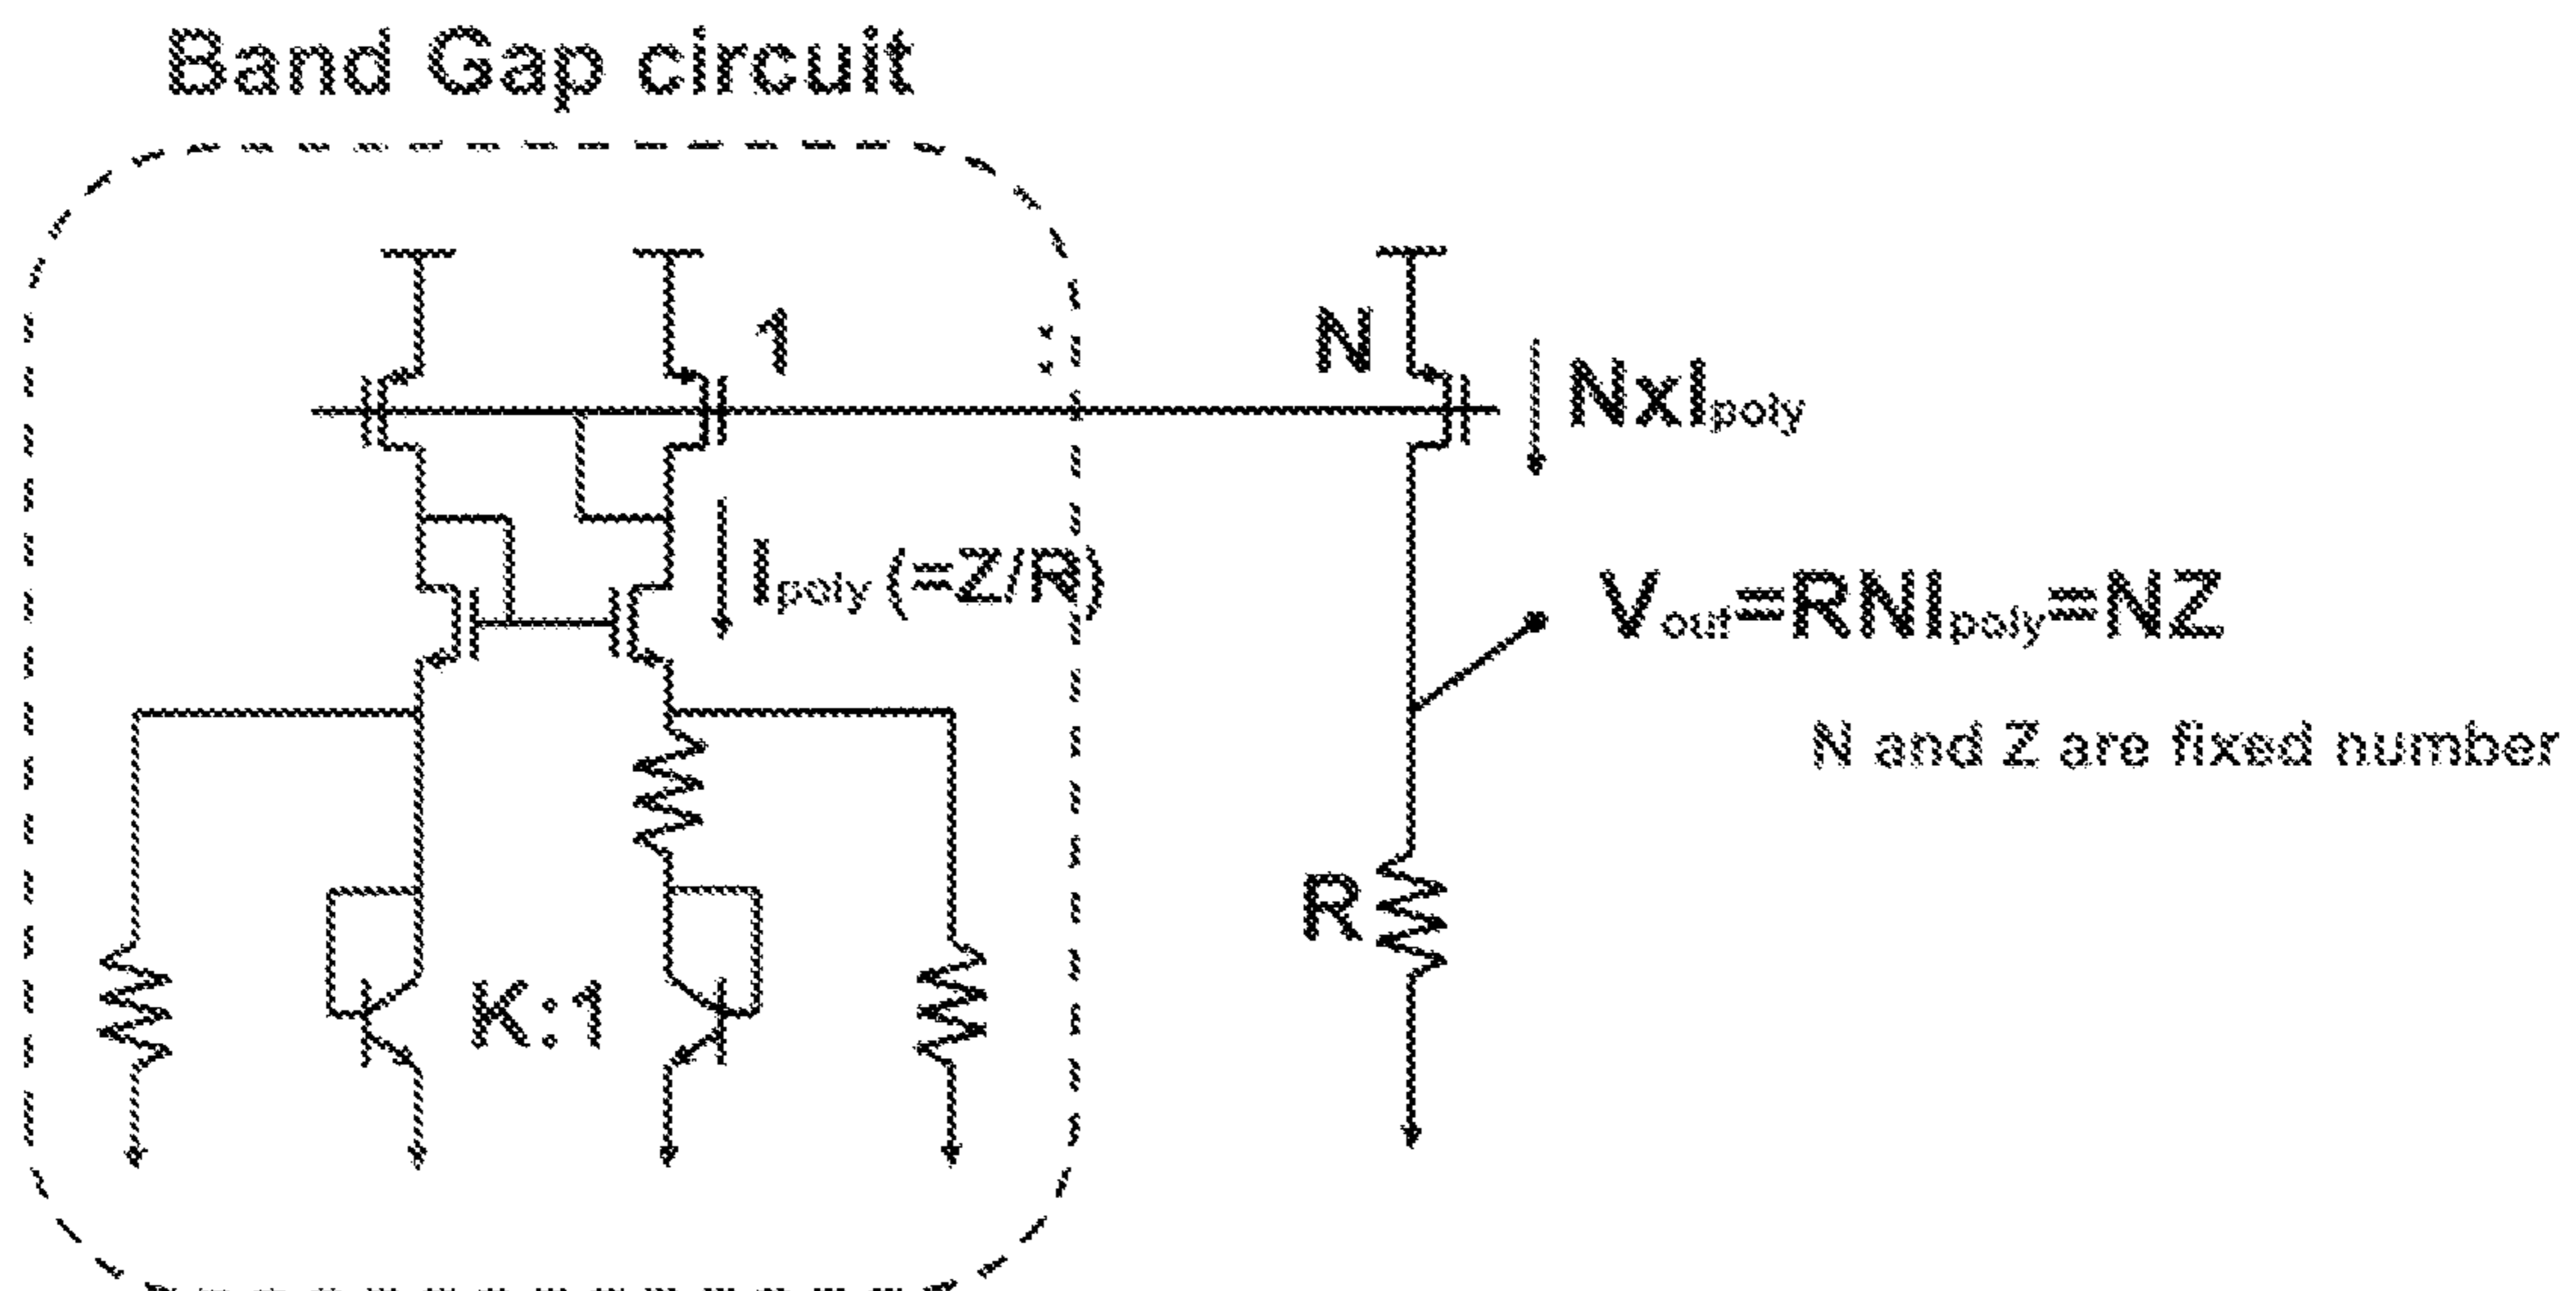 Band Gap circuit
1 : N
NxIpoly
Ipoly (=Z/R)
Vout=RNIpoly=NZ
N and Z are fixed number
R
K:1